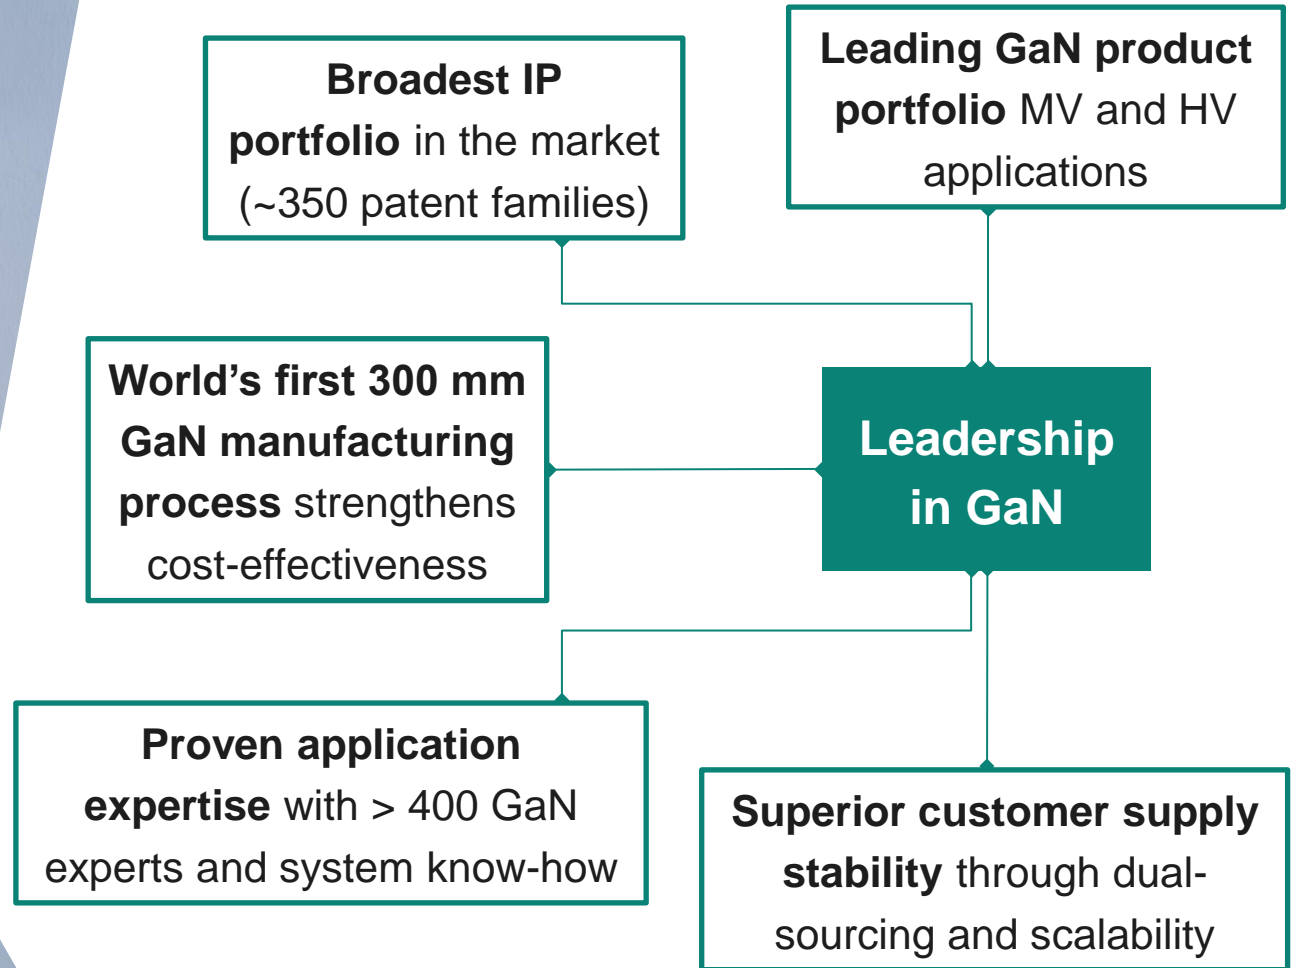 Broadest IP
portfolio in the market
(~350 patent families)
Leading GaN product
portfolio MV and HV
applications
World's first 300 mm
GaN manufacturing
process strengthens
cost-effectiveness
Leadership
in GaN
Proven application
expertise with > 400 GaN
experts and system know-how
Superior customer supply
stability through dual-
sourcing and scalability